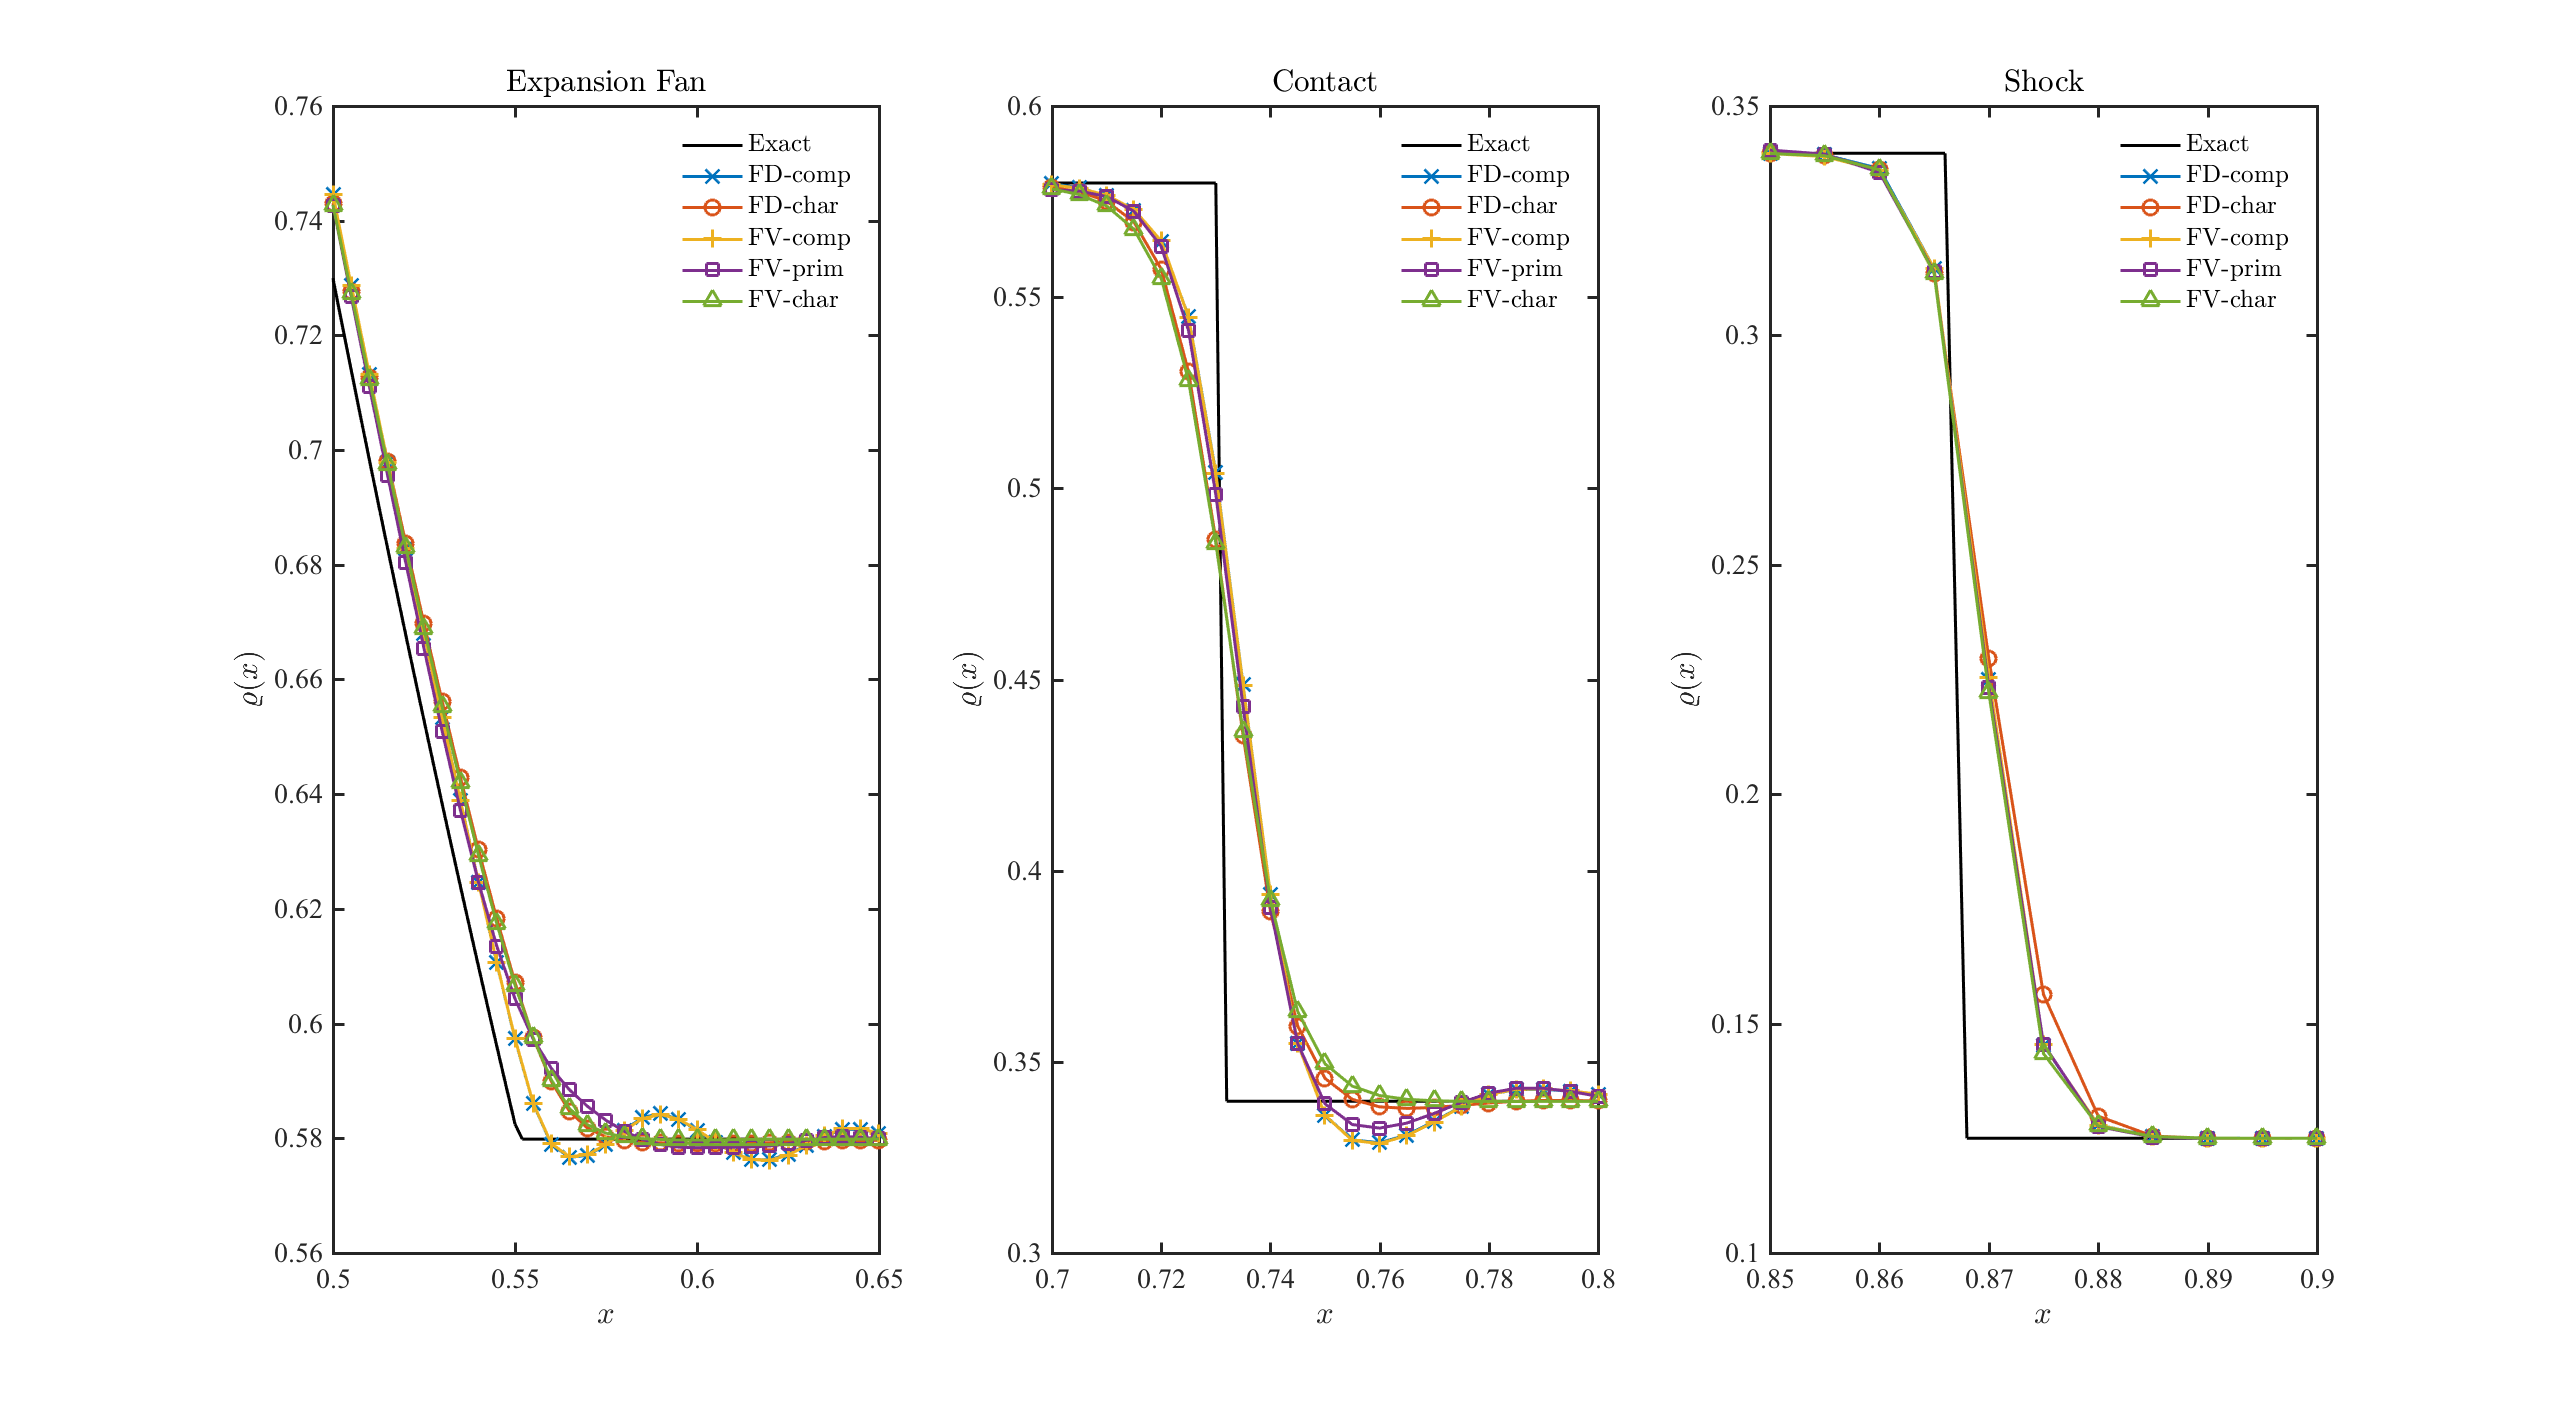 Expansion Fan
0.76
0.74
0.72
0.7
0.68
0.66
0.64
0.62
0.6
0.58
0.56
ϱ(x)
0.5 0.55 0.6 0.65
x
Exact
FD-comp
FD-char
FV-comp
FV-prim
FV-char
Contact
0.6
0.55
0.5
0.45
0.4
0.35
0.3
ϱ(x)
0.7 0.72 0.74 0.76 0.78 0.8
x
Exact
FD-comp
FD-char
FV-comp
FV-prim
FV-char
Shock
0.35
0.3
0.25
0.2
0.15
0.1
ϱ(x)
0.85 0.86 0.87 0.88 0.89 0.9
x
Exact
FD-comp
FD-char
FV-comp
FV-prim
FV-char